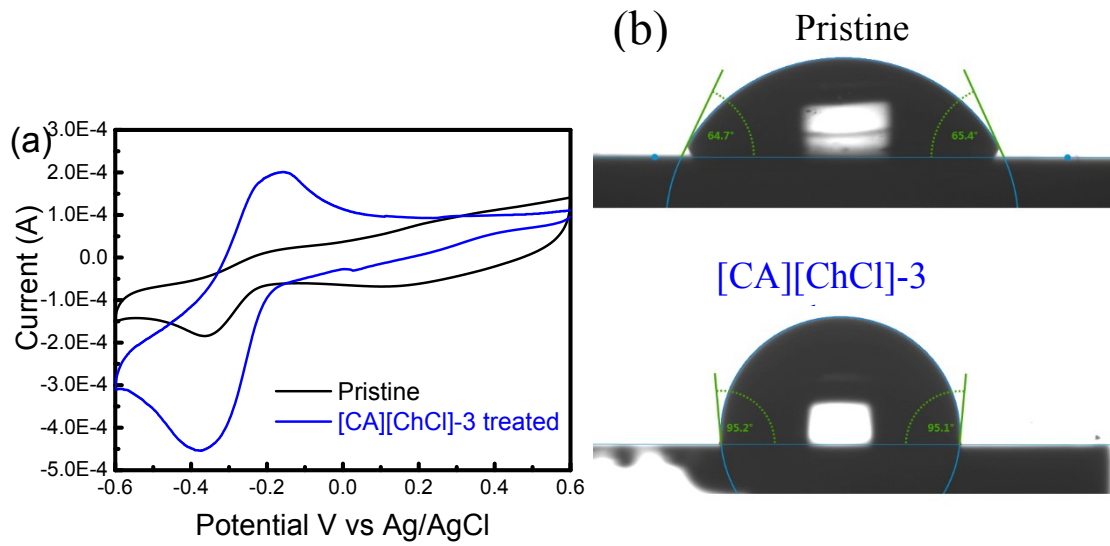 (a)
3.0E-4
2.0E-4
1.0E-4
0.0
-1.0E-4
-2.0E-4
-3.0E-4
-4.0E-4
-5.0E-4
Current (A)
Pristine
[CA][ChCl]-3 treated
-0.6 -0.4 -0.2 0.0 0.2 0.4 0.6
Potential V vs Ag/AgCl
(b)
Pristine
64.7° 65.4°
[CA][ChCl]-3
95.2° 95.1°